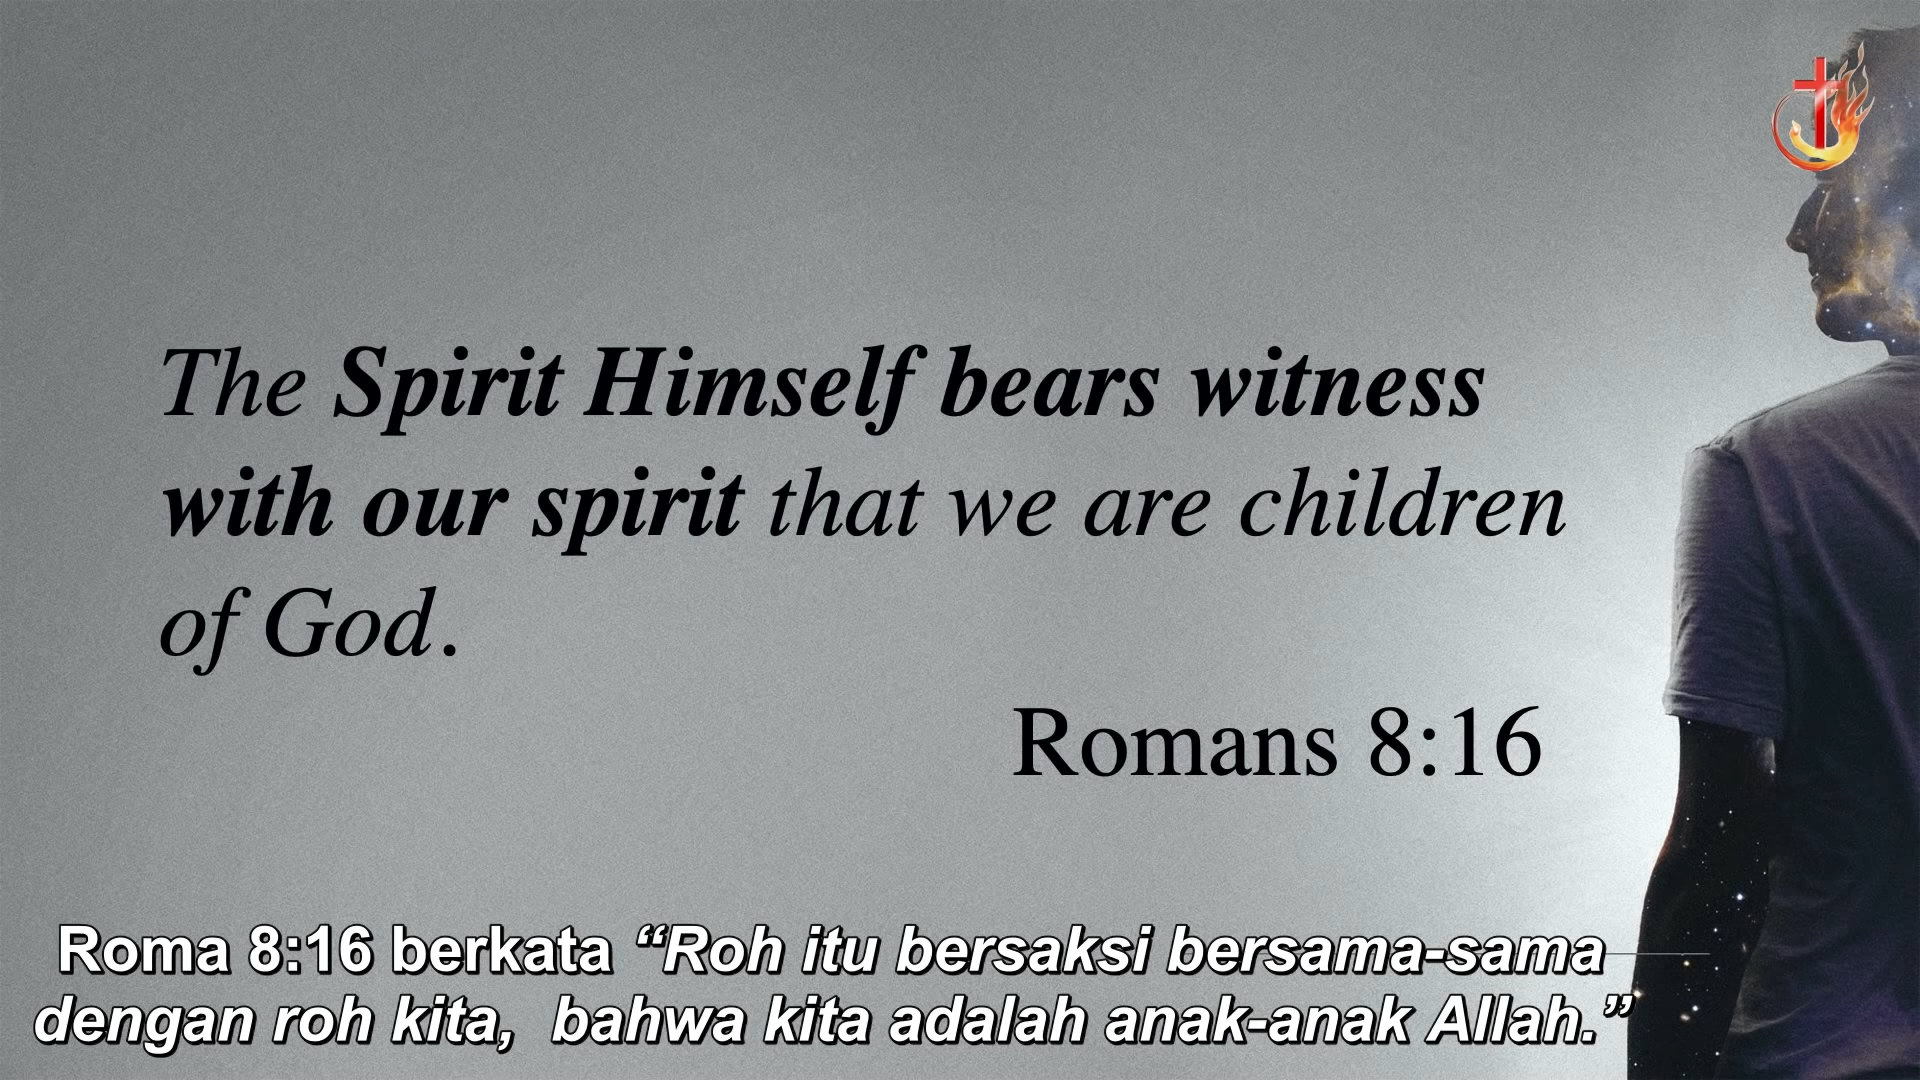 The Spirit Himself bears witness
with our spirit that we are children
of God.
Romans 8:16
Roma 8:16 berkata “Roh itu bersaksi bersama-sama
dengan roh kita,  bahwa kita adalah anak-anak Allah.”